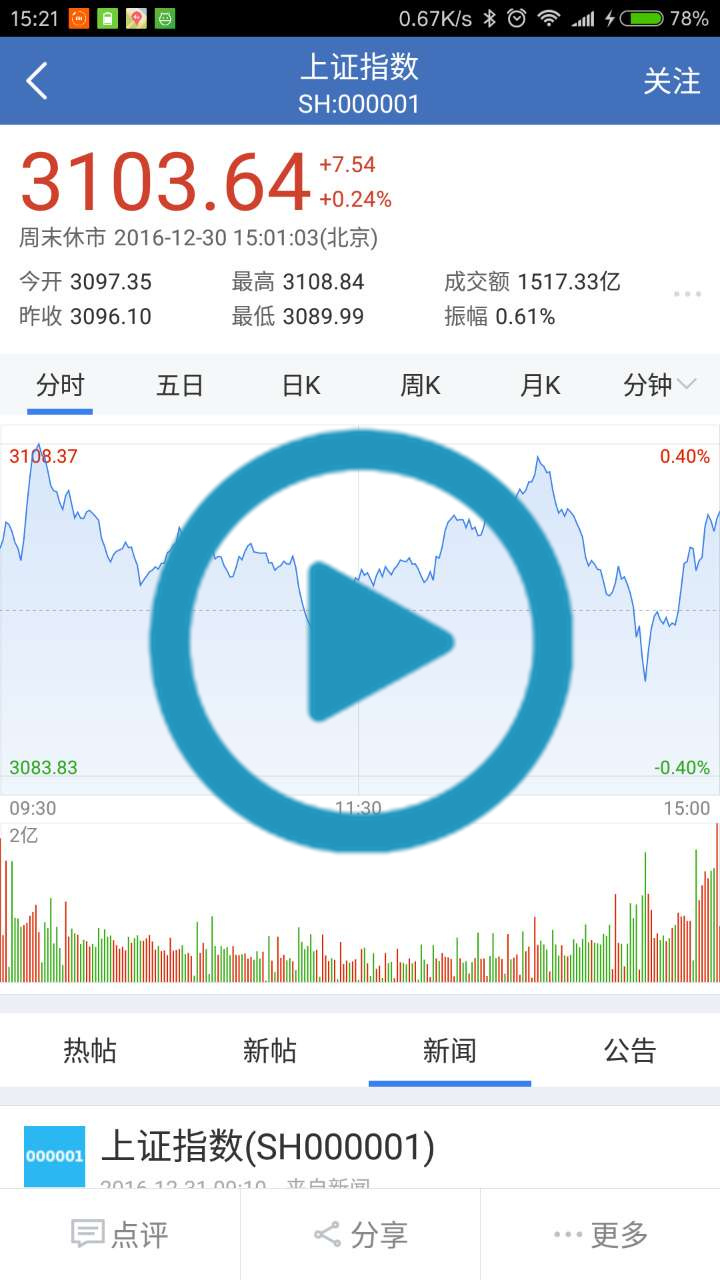 15:21 0.67K/s 78%
上证指数
SH:000001
关注
3103.64
+7.54
+0.24%
周末休市 2016-12-30 15:01:03(北京)
今开 3097.35 最高 3108.84 成交额 1517.33亿
昨收 3096.10 最低 3089.99 振幅 0.61%
分时 五日 日K 周K 月K 分钟
3108.37 0.40%
3083.83 -0.40%
09:30 11:30 15:00
2亿
热帖 新帖 新闻 公告
000001
上证指数(SH000001)
2016-12-31 09:10 来自新闻
点评 分享 更多